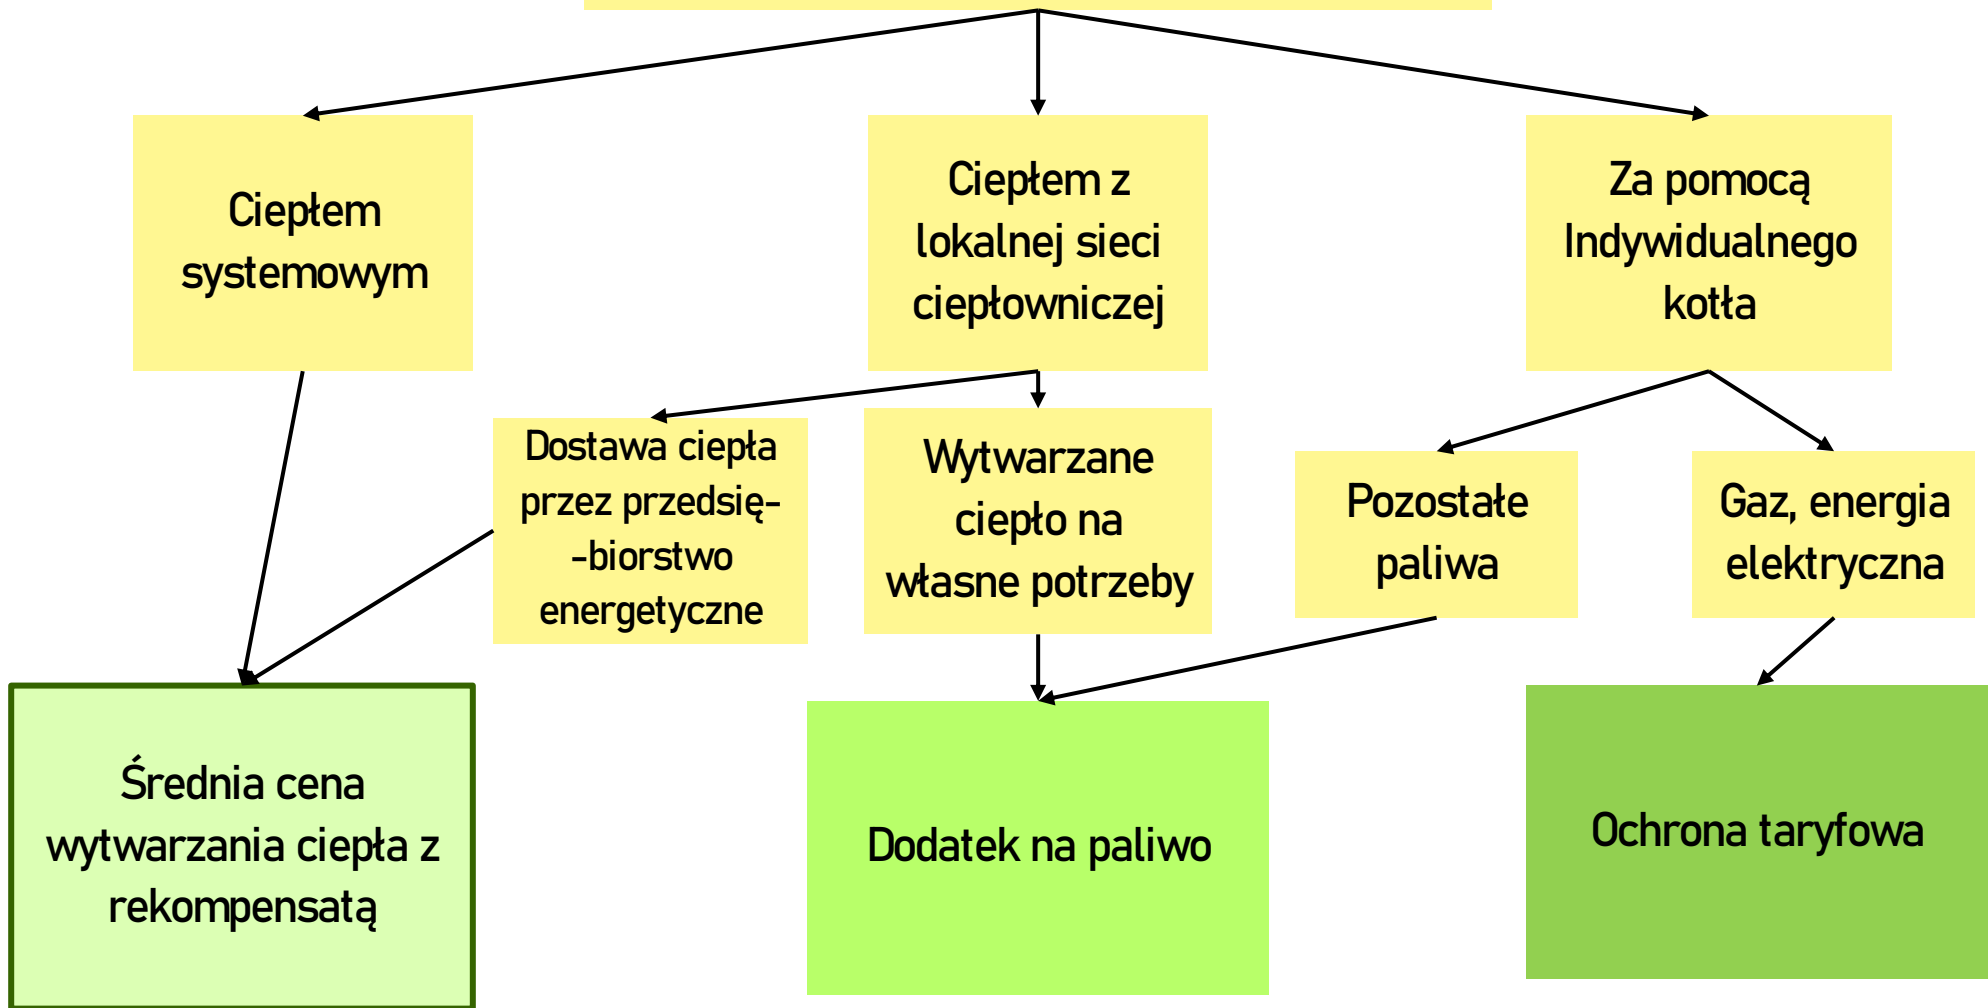 Ciepłem
systemowym
Ciepłem z
lokalnej sieci
ciepłowniczej
Za pomocą
Indywidualnego
kotła
Dostawa ciepła
przez przedsię-
-biorstwo
energetyczne
Wytwarzane
ciepło na
własne potrzeby
Pozostałe
paliwa
Gaz, energia
elektryczna
Średnia cena
wytwarzania ciepła z
rekompensatą
Dodatek na paliwo
Ochrona taryfowa